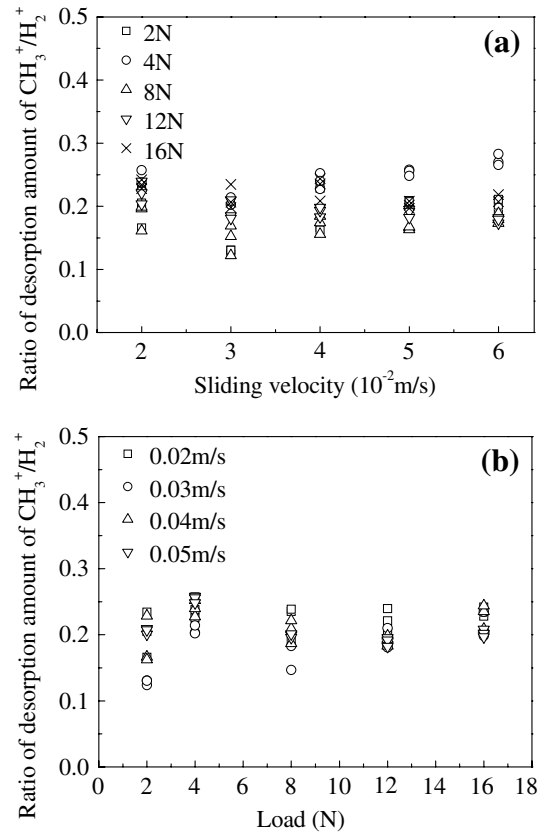 Ratio of desorption amount of CH₃⁺/H₂⁺
0.5
0.4
0.3
0.2
0.1
0.0
(a)
2N
4N
8N
12N
16N
2 3 4 5 6
Sliding velocity (10⁻²m/s)
Ratio of desorption amount of CH₃⁺/H₂⁺
0.5
0.4
0.3
0.2
0.1
0.0
(b)
0.02m/s
0.03m/s
0.04m/s
0.05m/s
0 2 4 6 8 10 12 14 16 18
Load (N)